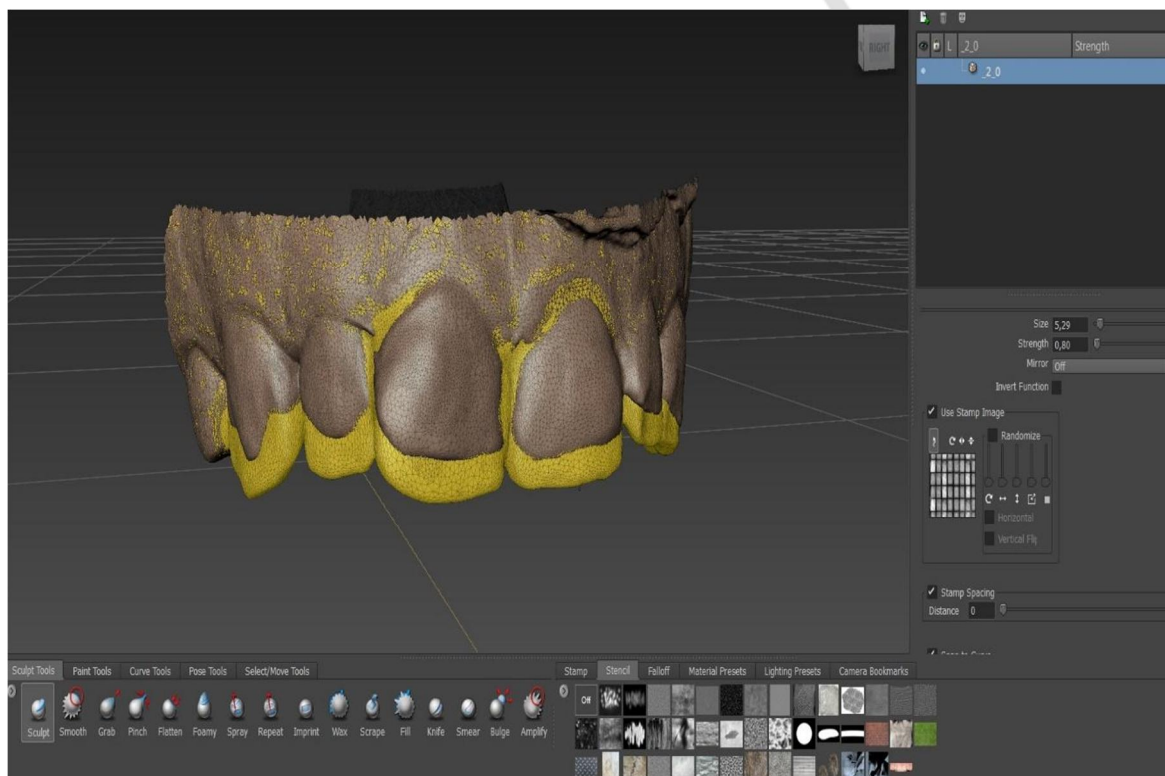 RIGHT
L _2_0 Strength
_2_0
Size 5,29
Strength 0,80
Mirror Off
Invert Function
Use Stamp Image
Randomize
Horizontal
Vertical Flip
Stamp Spacing
Distance 0
Sculpt Tools Paint Tools Curve Tools Pose Tools Select/Move Tools
Stamp Stencil Falloff Material Presets Lighting Presets Camera Bookmarks
Sculpt Smooth Grab Pinch Flatten Foamy Spray Repeat Imprint Wax Scrape Fill Knife Smear Bulge Amplify
Off